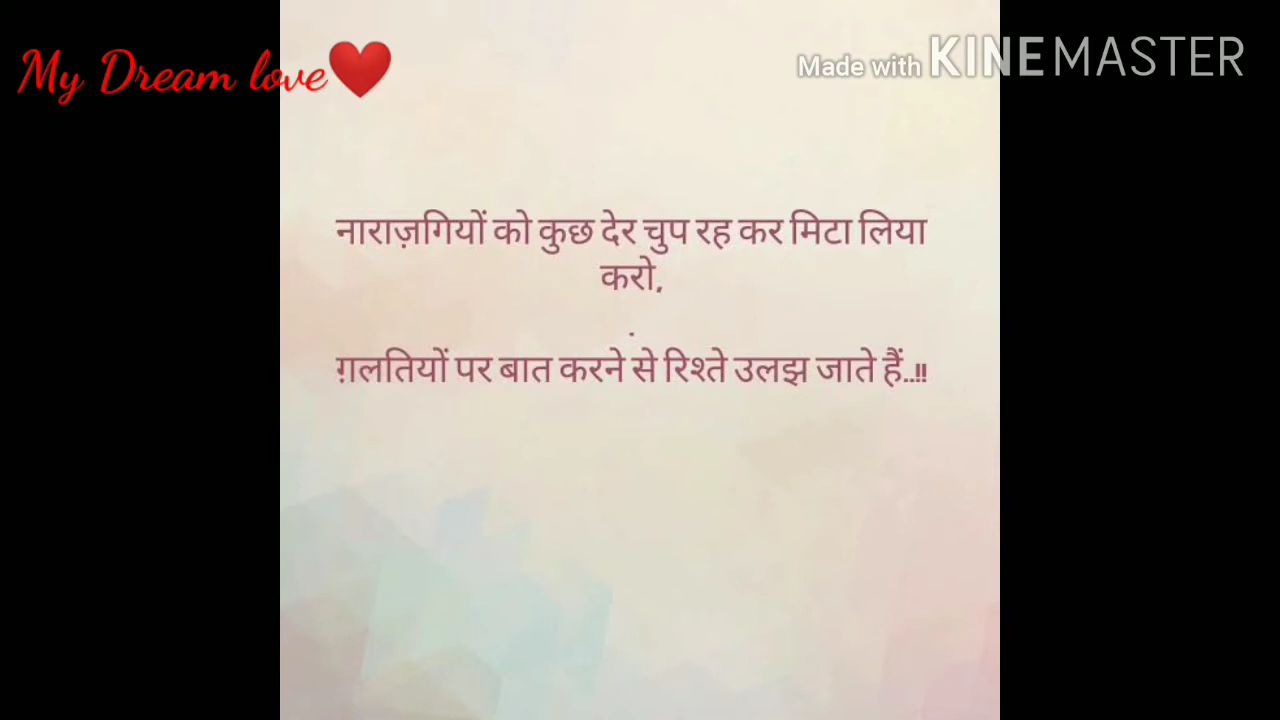 My Dream love❤️
Made with KINEMASTER
नाराज़गियों को कुछ देर चुप रह कर मिटा लिया
करो,
.
ग़लतियों पर बात करने से रिश्ते उलझ जाते हैं..!!